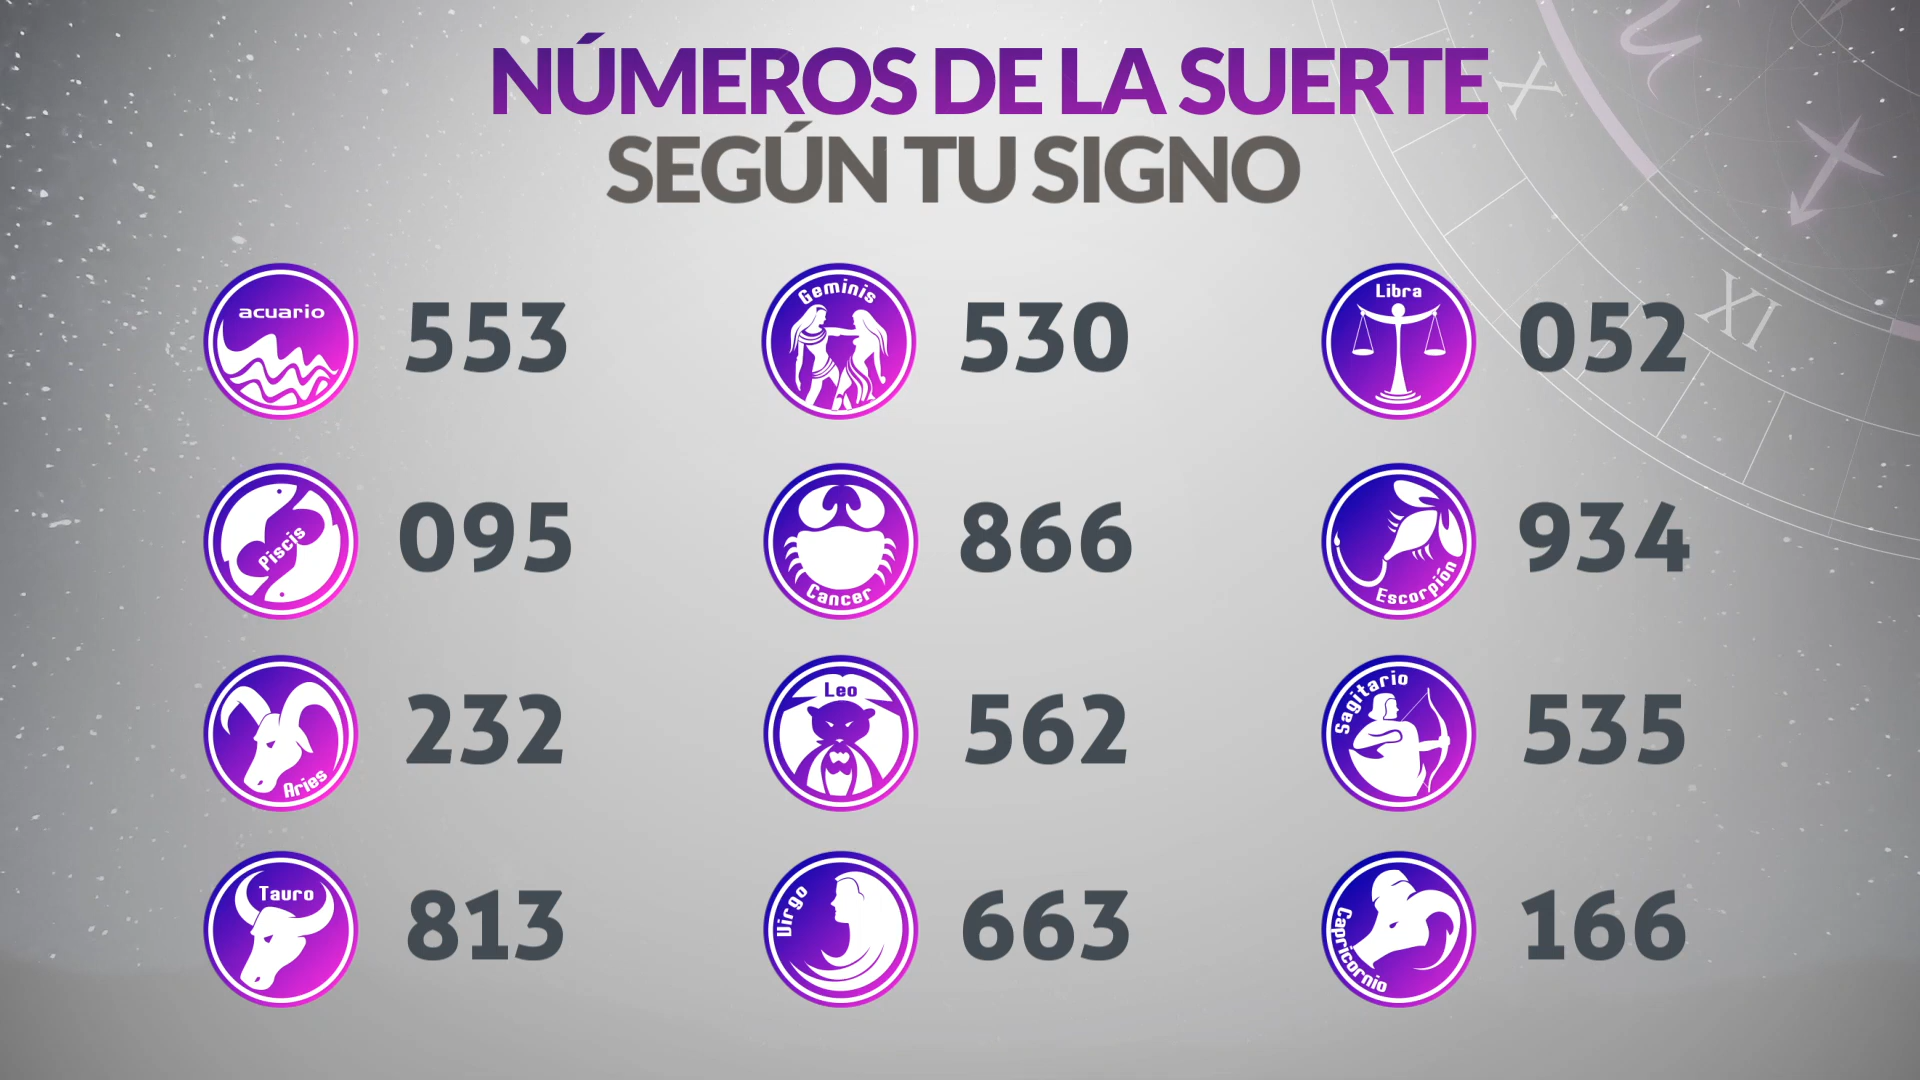 NÚMEROS DE LA SUERTE
SEGÚN TU SIGNO
acuario 553
Geminis 530
Libra 052
Piscis 095
Cancer 866
Escorpión 934
Aries 232
Leo 562
Sagitario 535
Tauro 813
Virgo 663
Capricornio 166
X
XI